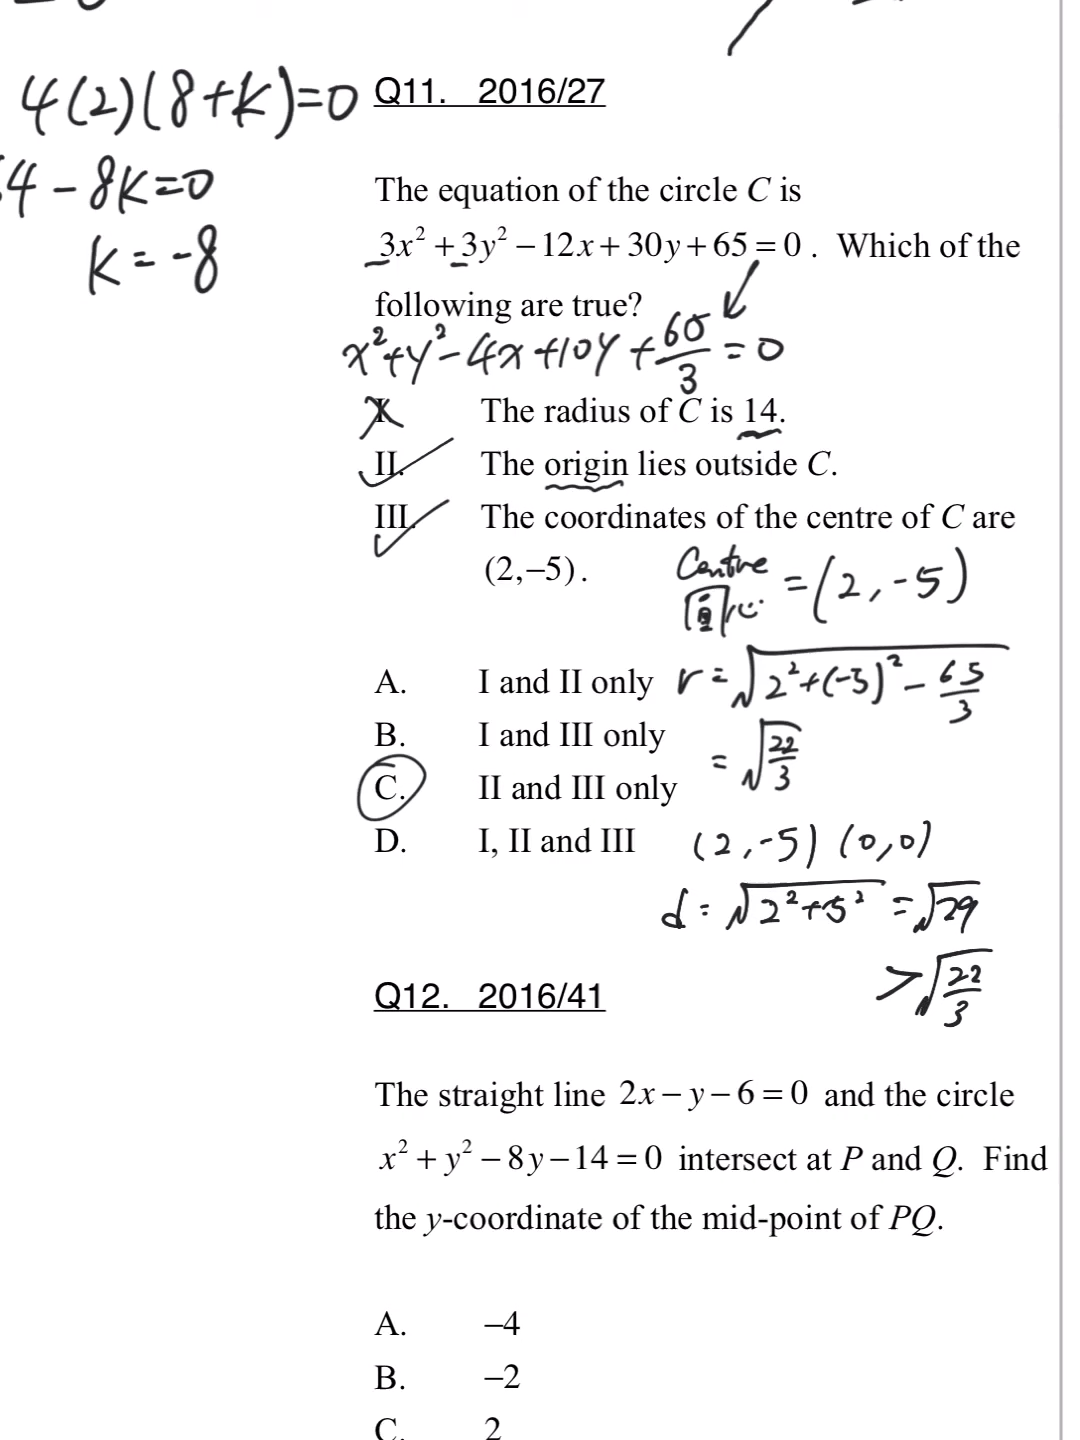 4(2)(8+k)=0
4-8k=0
k=-8
Q11. 2016/27
The equation of the circle C is
3x² + 3y² − 12x + 30y + 65 = 0. Which of the
following are true?
x²+y²-4x+10y+65/3=0
I. The radius of C is 14.
II. The origin lies outside C.
III. The coordinates of the centre of C are
(2,−5).
Centre
圓心 =(2,-5)
A. I and II only
r=√(2²+(-5)²-65/3)
B. I and III only
=√(22/3)
C. II and III only
D. I, II and III
(2,-5) (0,0)
d=√(2²+5²)=√29
>√(22/3)
Q12. 2016/41
The straight line 2x − y − 6 = 0 and the circle
x² + y² − 8y − 14 = 0 intersect at P and Q. Find
the y-coordinate of the mid-point of PQ.
A. −4
B. −2
C. 2